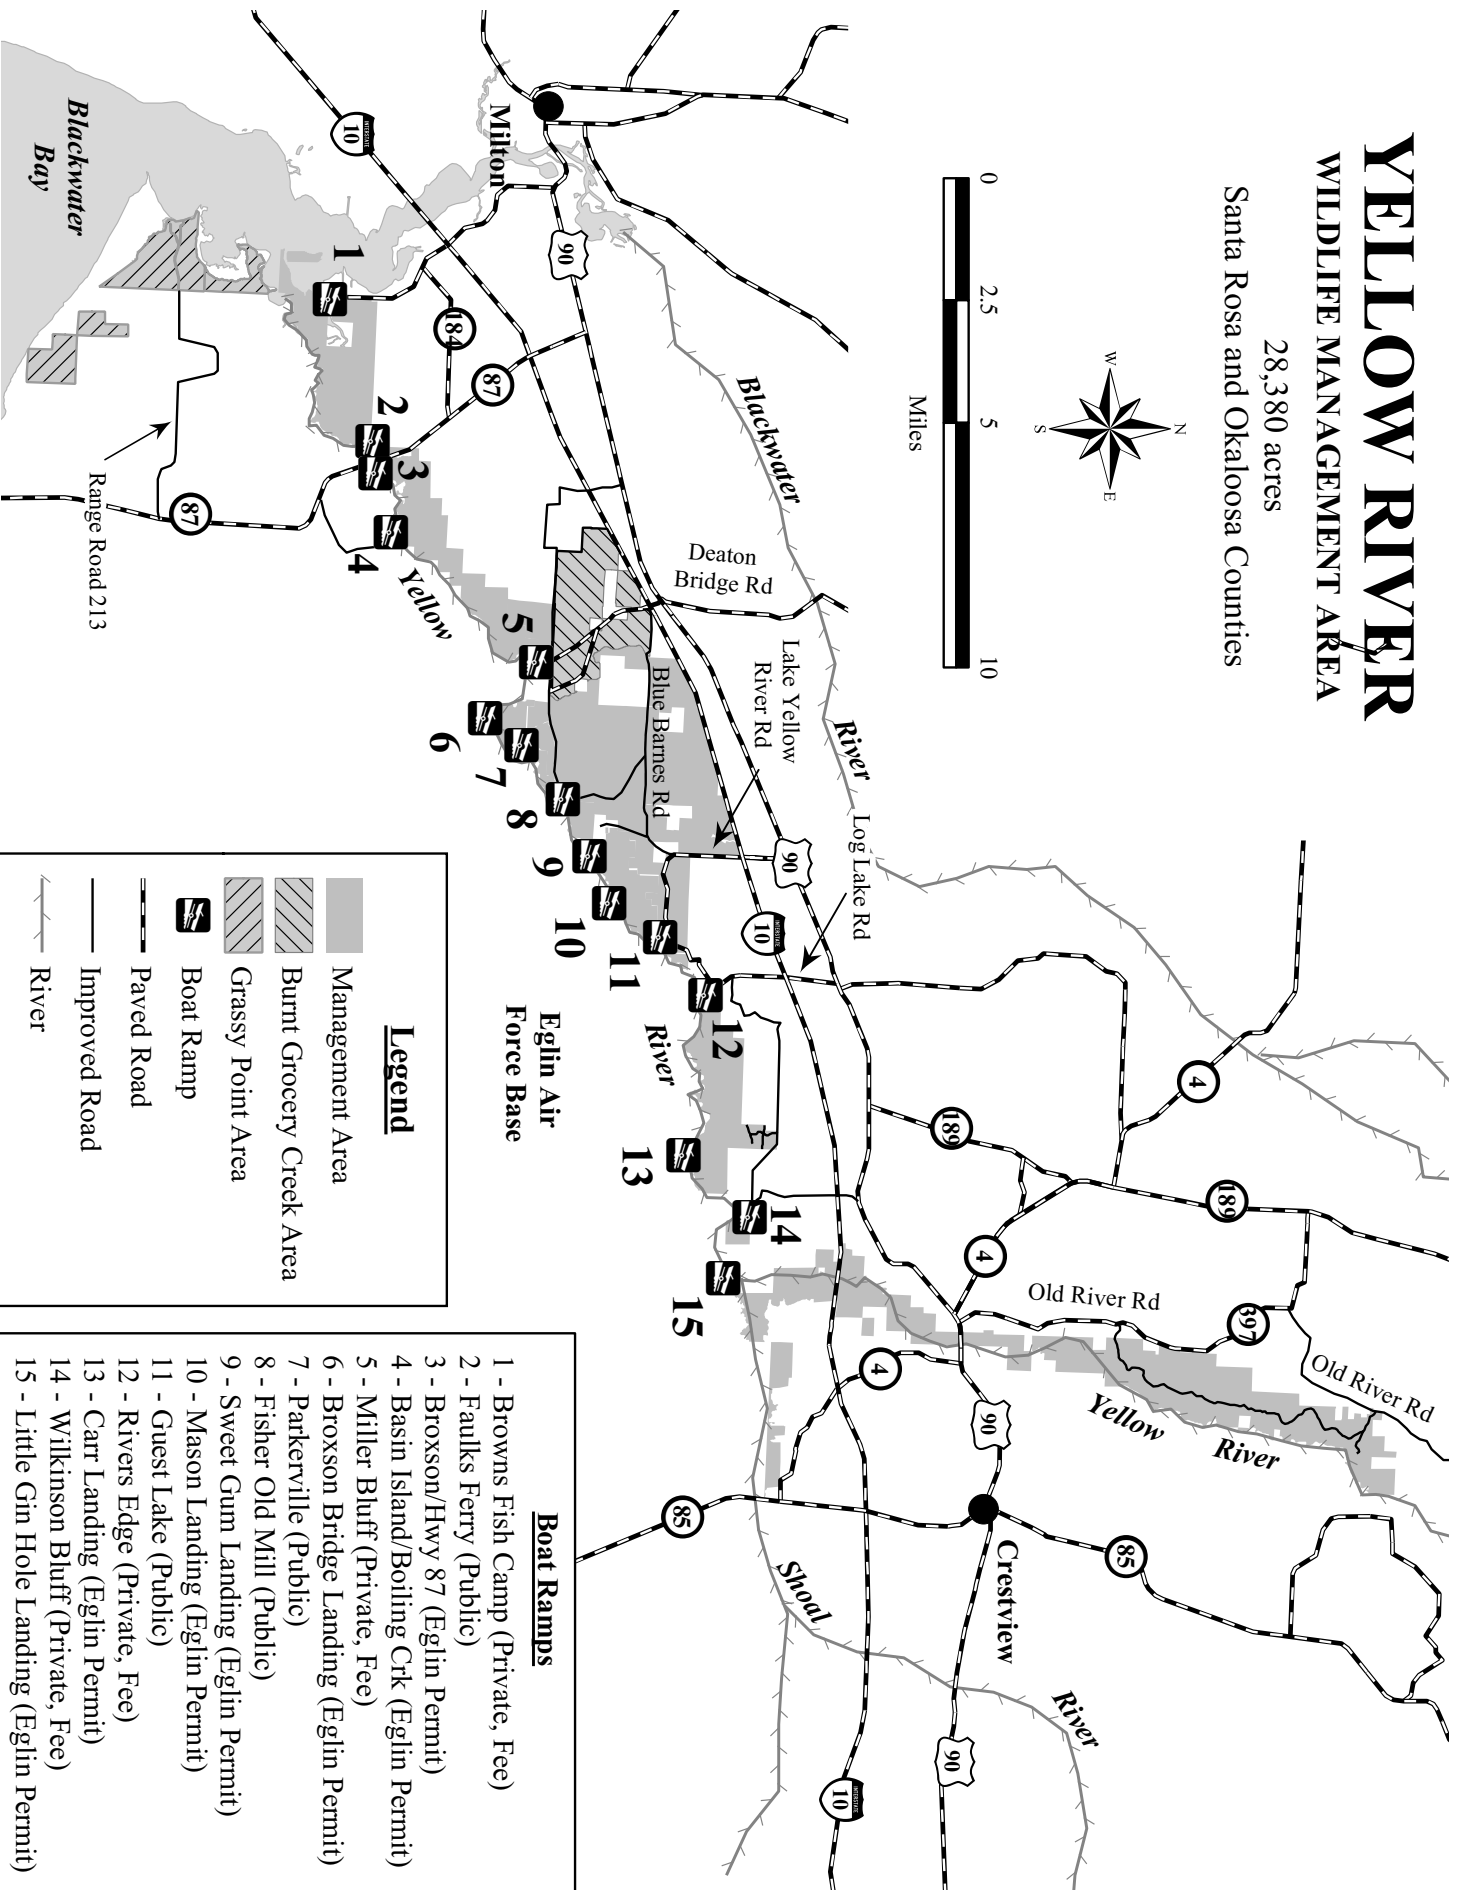 YELLOW RIVER
WILDLIFE MANAGEMENT AREA
28,380 acres
Santa Rosa and Okaloosa Counties
N
W
E
S
0
2.5
5
10
Miles
Milton
Blackwater
Bay
INTERSTATE
10
90
184
87
87
Range Road 213
Blackwater
River
Deaton
Bridge Rd
Lake Yellow
River Rd
Blue Barnes Rd
Log Lake Rd
90
INTERSTATE
10
Yellow
River
Eglin Air
Force Base
1
2
3
4
5
6
7
8
9
10
11
12
13
14
15
4
189
189
4
Old River Rd
397
Old River Rd
4
Yellow
River
90
85
85
Crestview
Shoal
River
90
INTERSTATE
10
Legend
Management Area
Burnt Grocery Creek Area
Grassy Point Area
Boat Ramp
Paved Road
Improved Road
River
Boat Ramps
1 - Browns Fish Camp (Private, Fee)
2 - Faulks Ferry (Public)
3 - Broxson/Hwy 87 (Eglin Permit)
4 - Basin Island/Boiling Crk (Eglin Permit)
5 - Miller Bluff (Private, Fee)
6 - Broxson Bridge Landing (Eglin Permit)
7 - Parkerville (Public)
8 - Fisher Old Mill (Public)
9 - Sweet Gum Landing (Eglin Permit)
10 - Mason Landing (Eglin Permit)
11 - Guest Lake (Public)
12 - Rivers Edge (Private, Fee)
13 - Carr Landing (Eglin Permit)
14 - Wilkinson Bluff (Private, Fee)
15 - Little Gin Hole Landing (Eglin Permit)